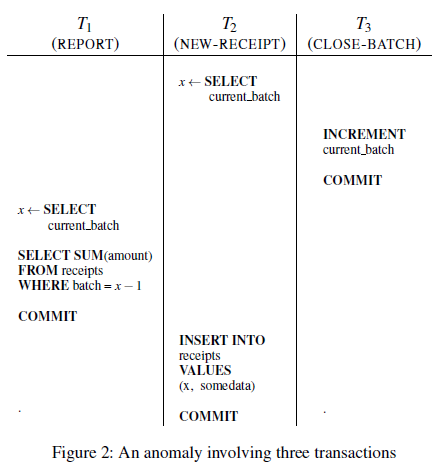 T1 T2 T3
(REPORT) (NEW-RECEIPT) (CLOSE-BATCH)
x ← SELECT
current_batch
INCREMENT
current_batch
COMMIT
x ← SELECT
current_batch
SELECT SUM(amount)
FROM receipts
WHERE batch = x − 1
COMMIT
INSERT INTO
receipts
VALUES
(x, somedata)
COMMIT
Figure 2: An anomaly involving three transactions